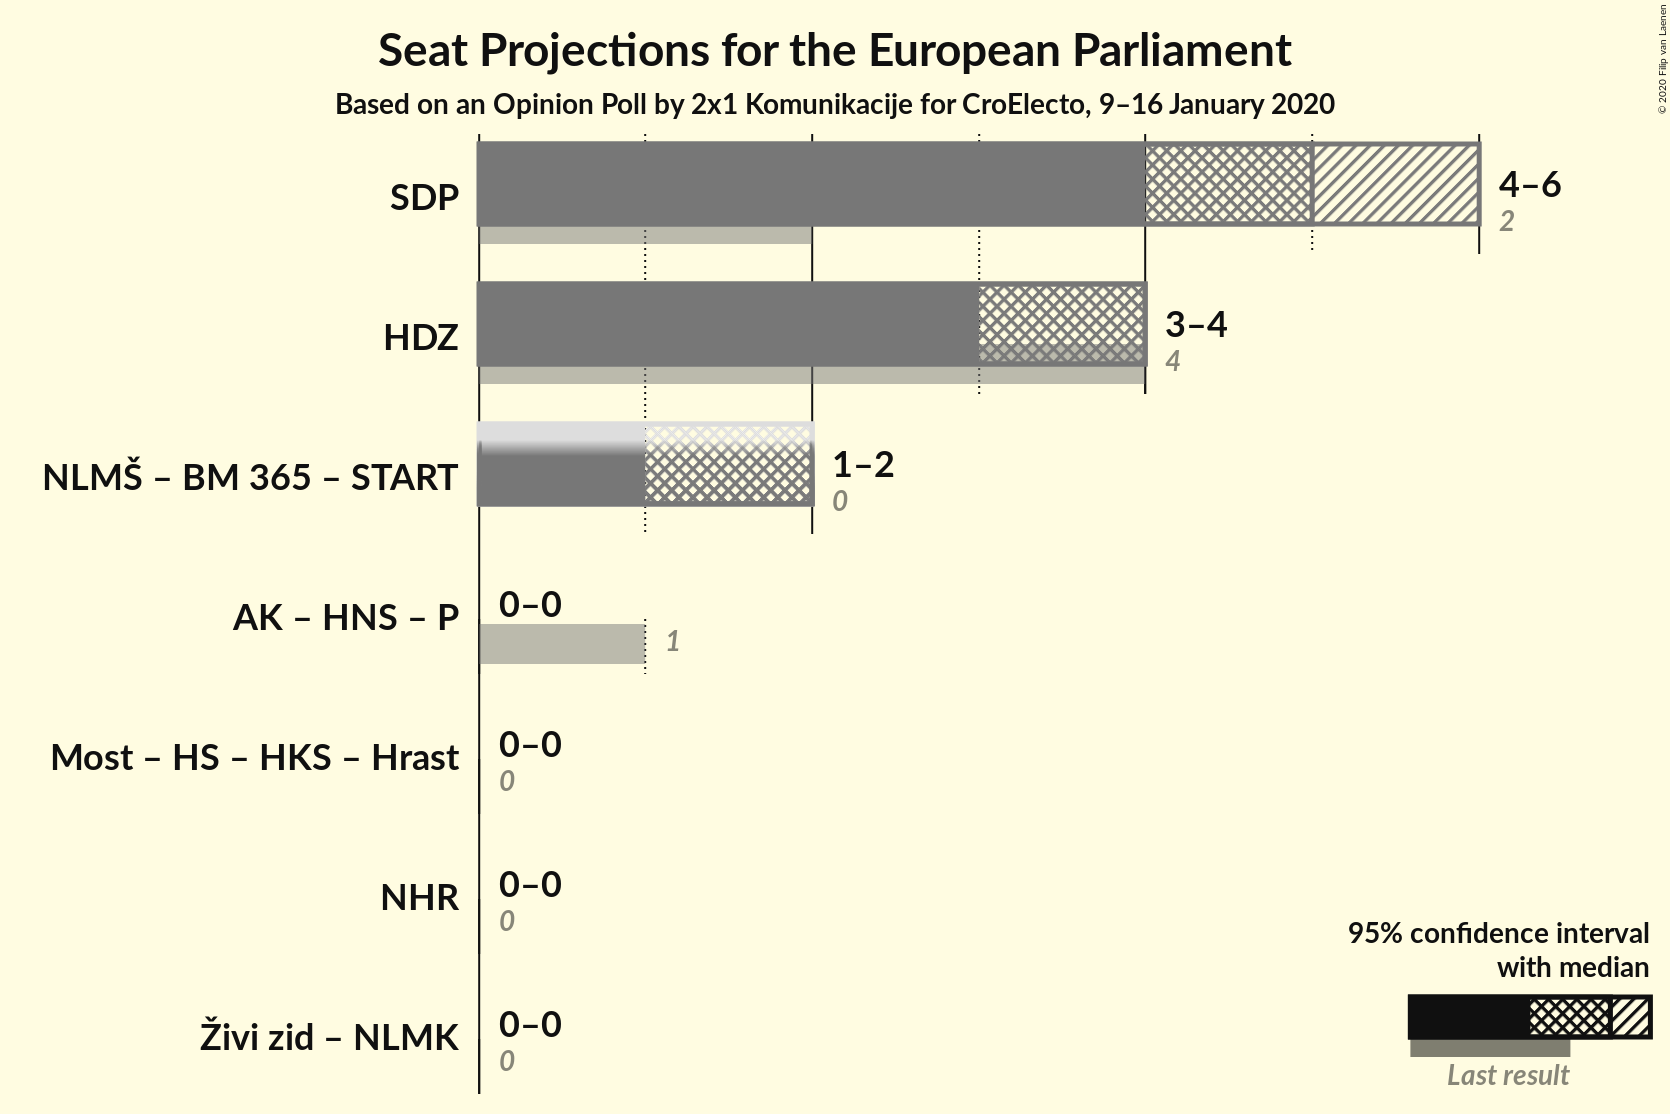 Seat Projections for the European Parliament
Based on an Opinion Poll by 2x1 Komunikacije for CroElecto, 9–16 January 2020
© 2020 Filip van Laenen
SDP
4–6
2
HDZ
3–4
4
NLMŠ – BM 365 – START
1–2
0
AK – HNS – P
0–0
1
Most – HS – HKS – Hrast
0–0
0
NHR
0–0
0
Živi zid – NLMK
0–0
0
95% confidence interval
with median
Last result